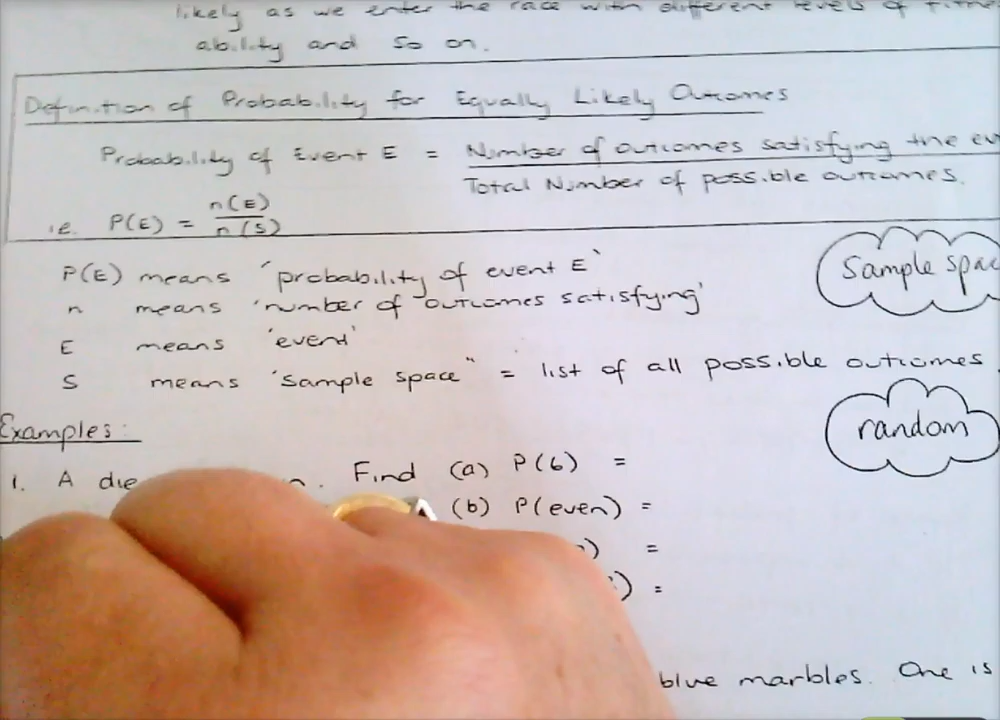 likely as we enter the race with different levels of
ability and so on.
Definition of Probability for Equally Likely Outcomes
Probability of Event E = Number of outcomes satisfying the
Total Number of possible outcomes.
i.e. P(E) = n(E)
n(S)
P(E) means 'probability of event E'
Sample
n means 'number of outcomes satisfying'
E means 'event'
S means 'sample space" = list of all possible outcomes
Examples:
random
1. A die Find (a) P(6) =
(b) P(even) =
) =
) =
blue marbles. One is